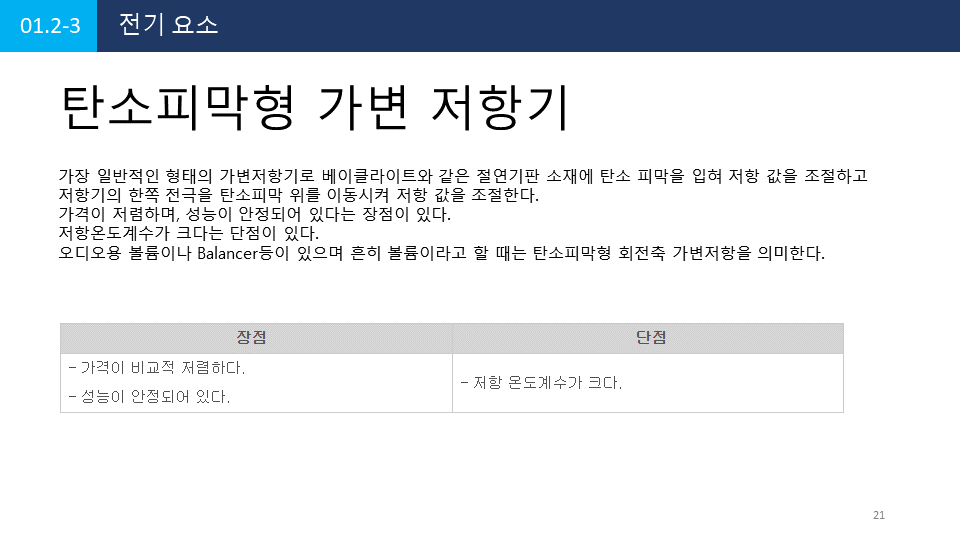 01.2-3 전기 요소
탄소피막형 가변 저항기
가장 일반적인 형태의 가변저항기로 베이클라이트와 같은 절연기판 소재에 탄소 피막을 입혀 저항 값을 조절하고
저항기의 한쪽 전극을 탄소피막 위를 이동시켜 저항 값을 조절한다.
가격이 저렴하며, 성능이 안정되어 있다는 장점이 있다.
저항온도계수가 크다는 단점이 있다.
오디오용 볼륨이나 Balancer등이 있으며 흔히 볼륨이라고 할 때는 탄소피막형 회전축 가변저항을 의미한다.
장점 단점
- 가격이 비교적 저렴하다.
- 성능이 안정되어 있다.
- 저항 온도계수가 크다.
21